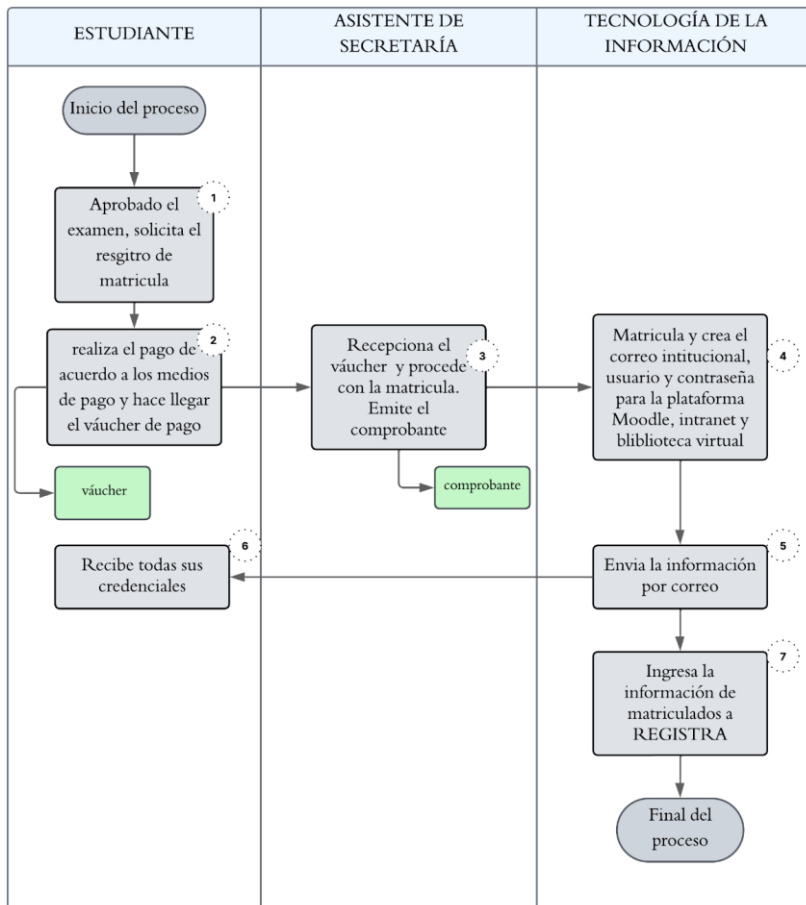 ESTUDIANTE
ASISTENTE DE
SECRETARÍA
TECNOLOGÍA DE LA
INFORMACIÓN
Inicio del proceso
1
Aprobado el
examen, solicita el
resgitro de
matricula
2
realiza el pago de
acuerdo a los medios
de pago y hace llegar
el váucher de pago
váucher
3
Recepciona el
váucher y procede
con la matricula.
Emite el
comprobante
comprobante
4
Matricula y crea el
correo intitucional,
usuario y contraseña
para la plataforma
Moodle, intranet y
bliblioteca virtual
5
Envia la información
por correo
6
Recibe todas sus
credenciales
7
Ingresa la
información de
matriculados a
REGISTRA
Final del
proceso